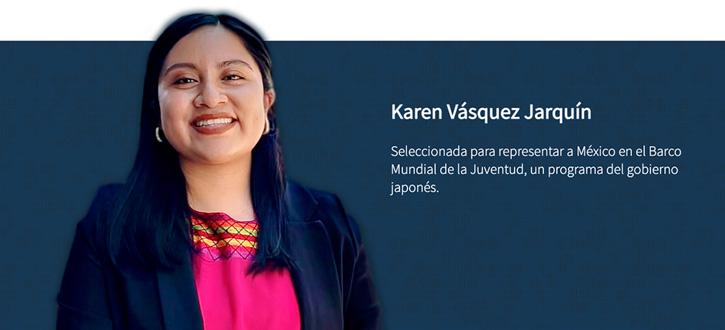 Karen Vásquez Jarquín
Seleccionada para representar a México en el Barco
Mundial de la Juventud, un programa del gobierno
japonés.